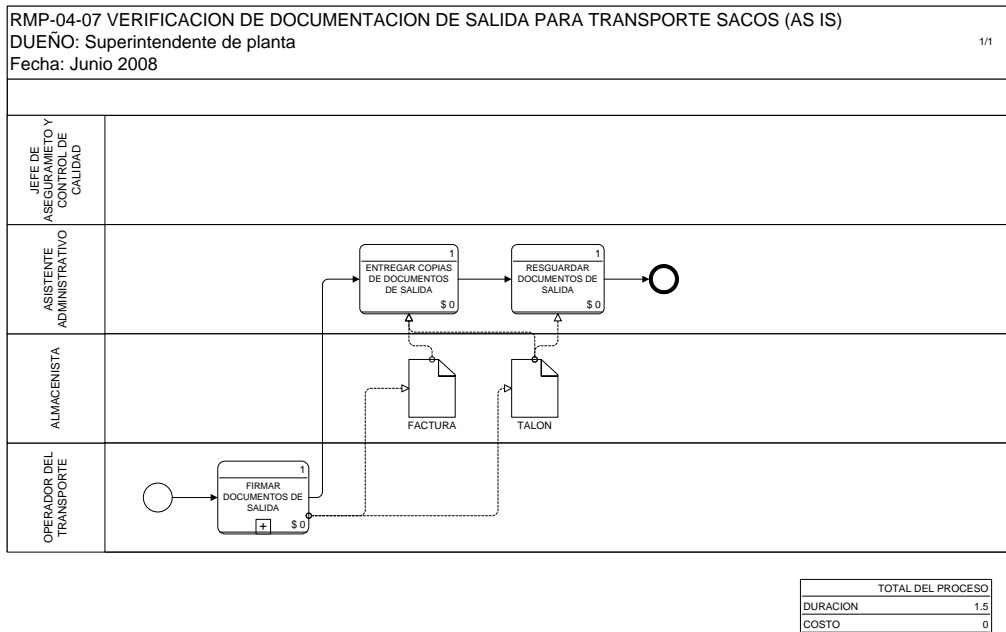 RMP-04-07 VERIFICACION DE DOCUMENTACION DE SALIDA PARA TRANSPORTE SACOS (AS IS)
DUEÑO: Superintendente de planta
1/1
Fecha: Junio 2008
JEFE DE
ASEGURAMIETO Y
CONTROL DE
CALIDAD
ASISTENTE
ADMINISTRATIVO
1
ENTREGAR COPIAS
DE DOCUMENTOS
DE SALIDA
$ 0
1
RESGUARDAR
DOCUMENTOS DE
SALIDA
$ 0
ALMACENISTA
FACTURA
TALON
OPERADOR DEL
TRANSPORTE
1
FIRMAR
DOCUMENTOS DE
SALIDA
+
$ 0
TOTAL DEL PROCESO
DURACION 1.5
COSTO 0